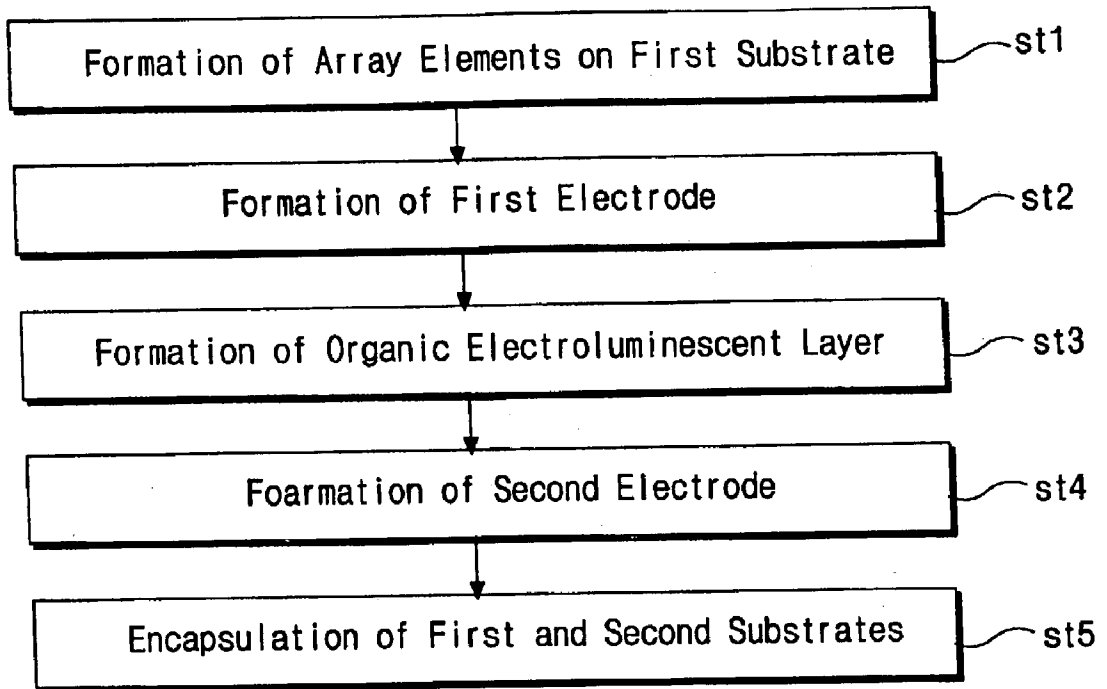 Formation of Array Elements on First Substrate st1
Formation of First Electrode st2
Formation of Organic Electroluminescent Layer st3
Foarmation of Second Electrode st4
Encapsulation of First and Second Substrates st5